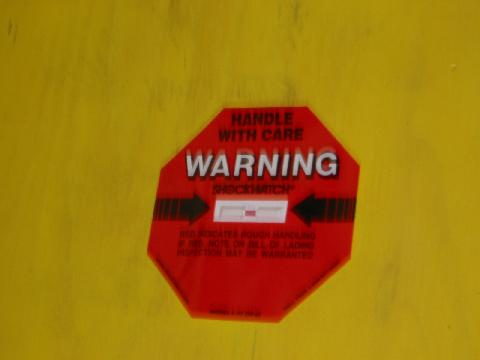 HANDLE
WITH CARE
WARNING
SHOCKWATCH®
RED INDICATES ROUGH HANDLING
IF RED, NOTE ON BILL OF LADING
INSPECTION MAY BE WARRANTED